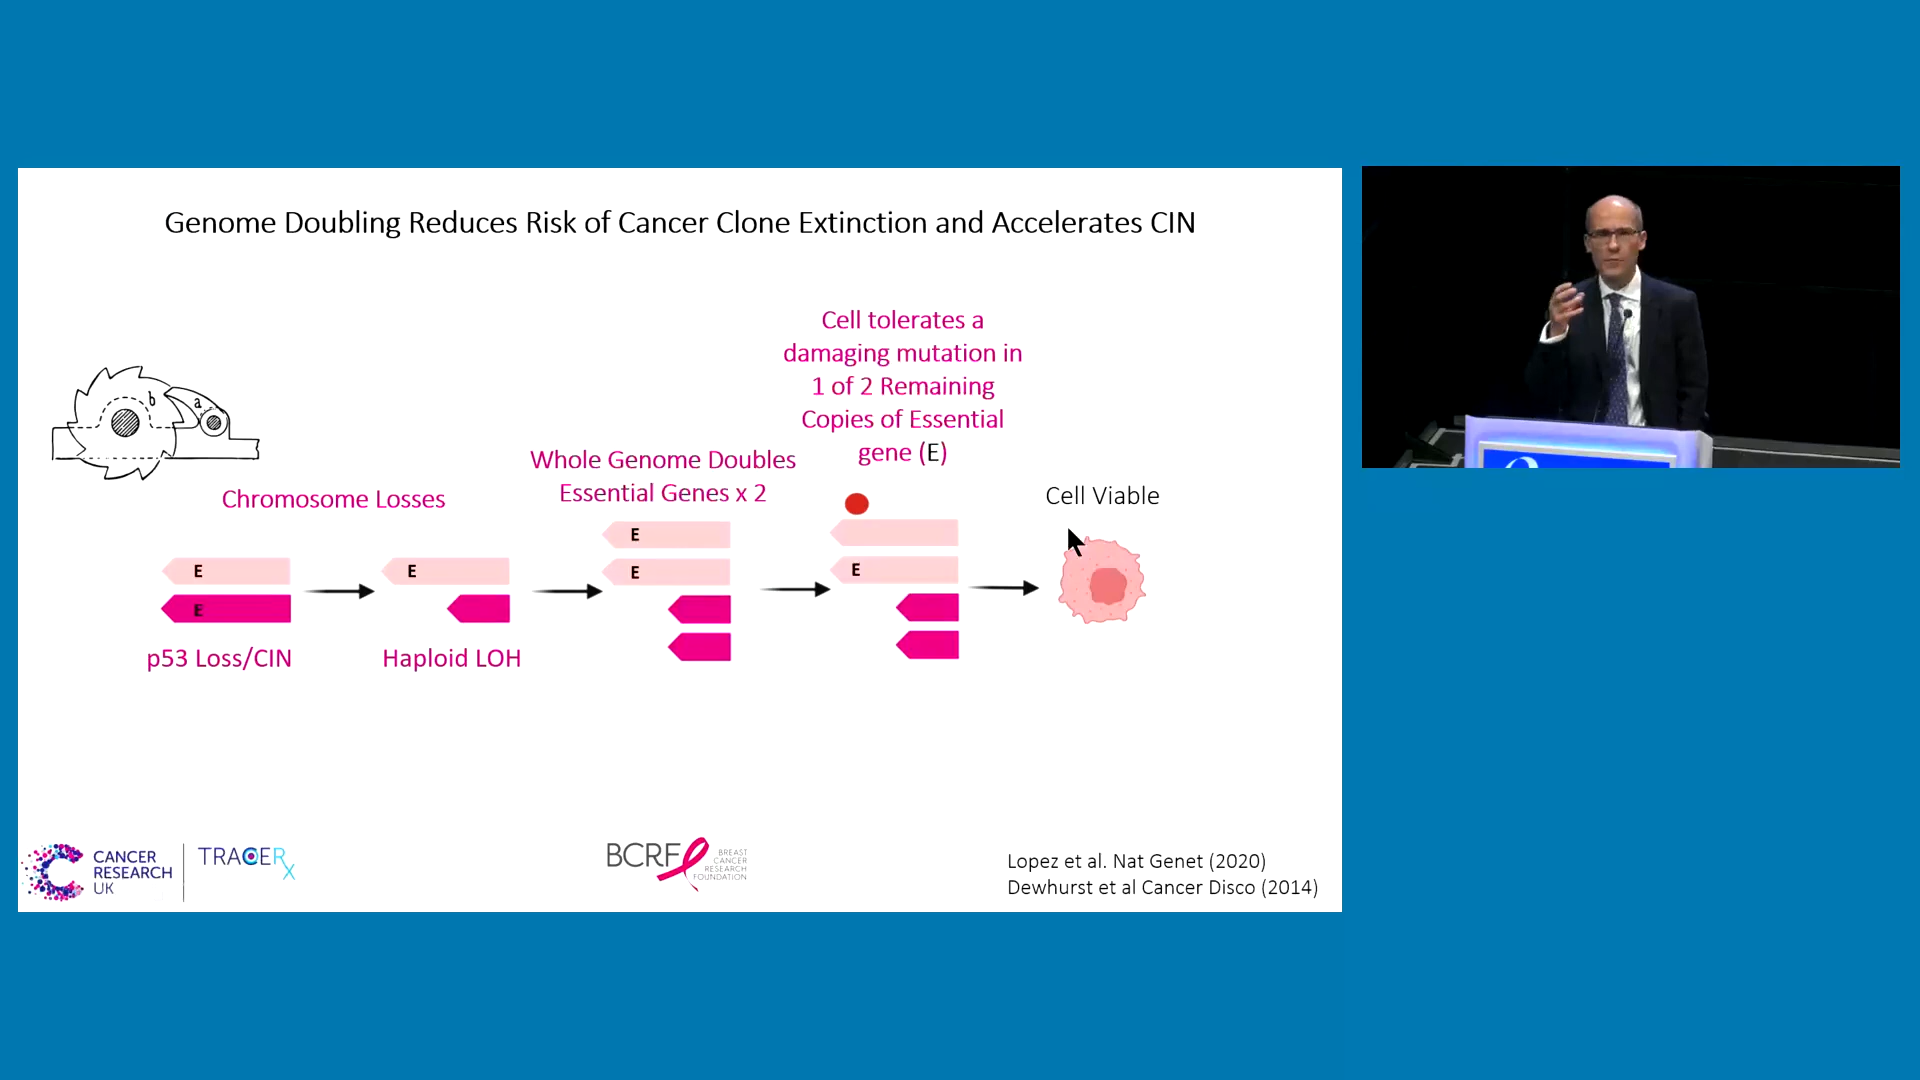 Genome Doubling Reduces Risk of Cancer Clone Extinction and Accelerates CIN
Cell tolerates a
damaging mutation in
1 of 2 Remaining
Copies of Essential
gene (E)
b
a
Whole Genome Doubles
Essential Genes x 2
Chromosome Losses
Cell Viable
E
E
E
E
E
E
p53 Loss/CIN
Haploid LOH
CANCER
RESEARCH
UK
TRACERx
BCRF
BREAST
CANCER
RESEARCH
FOUNDATION
Lopez et al. Nat Genet (2020)
Dewhurst et al Cancer Disco (2014)